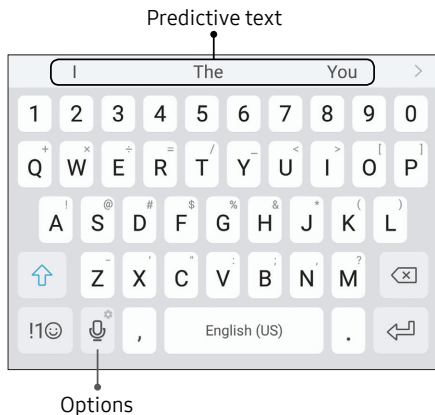 Predictive text
I The You >
1 2 3 4 5 6 7 8 9 0
+ × ÷ = / _ < > [ ]
Q W E R T Y U I O P
! @ # $ % & * ( )
A S D F G H J K L
- ' " : ; , ?
Z X C V B N M
!1☺ , English (US) .
Options